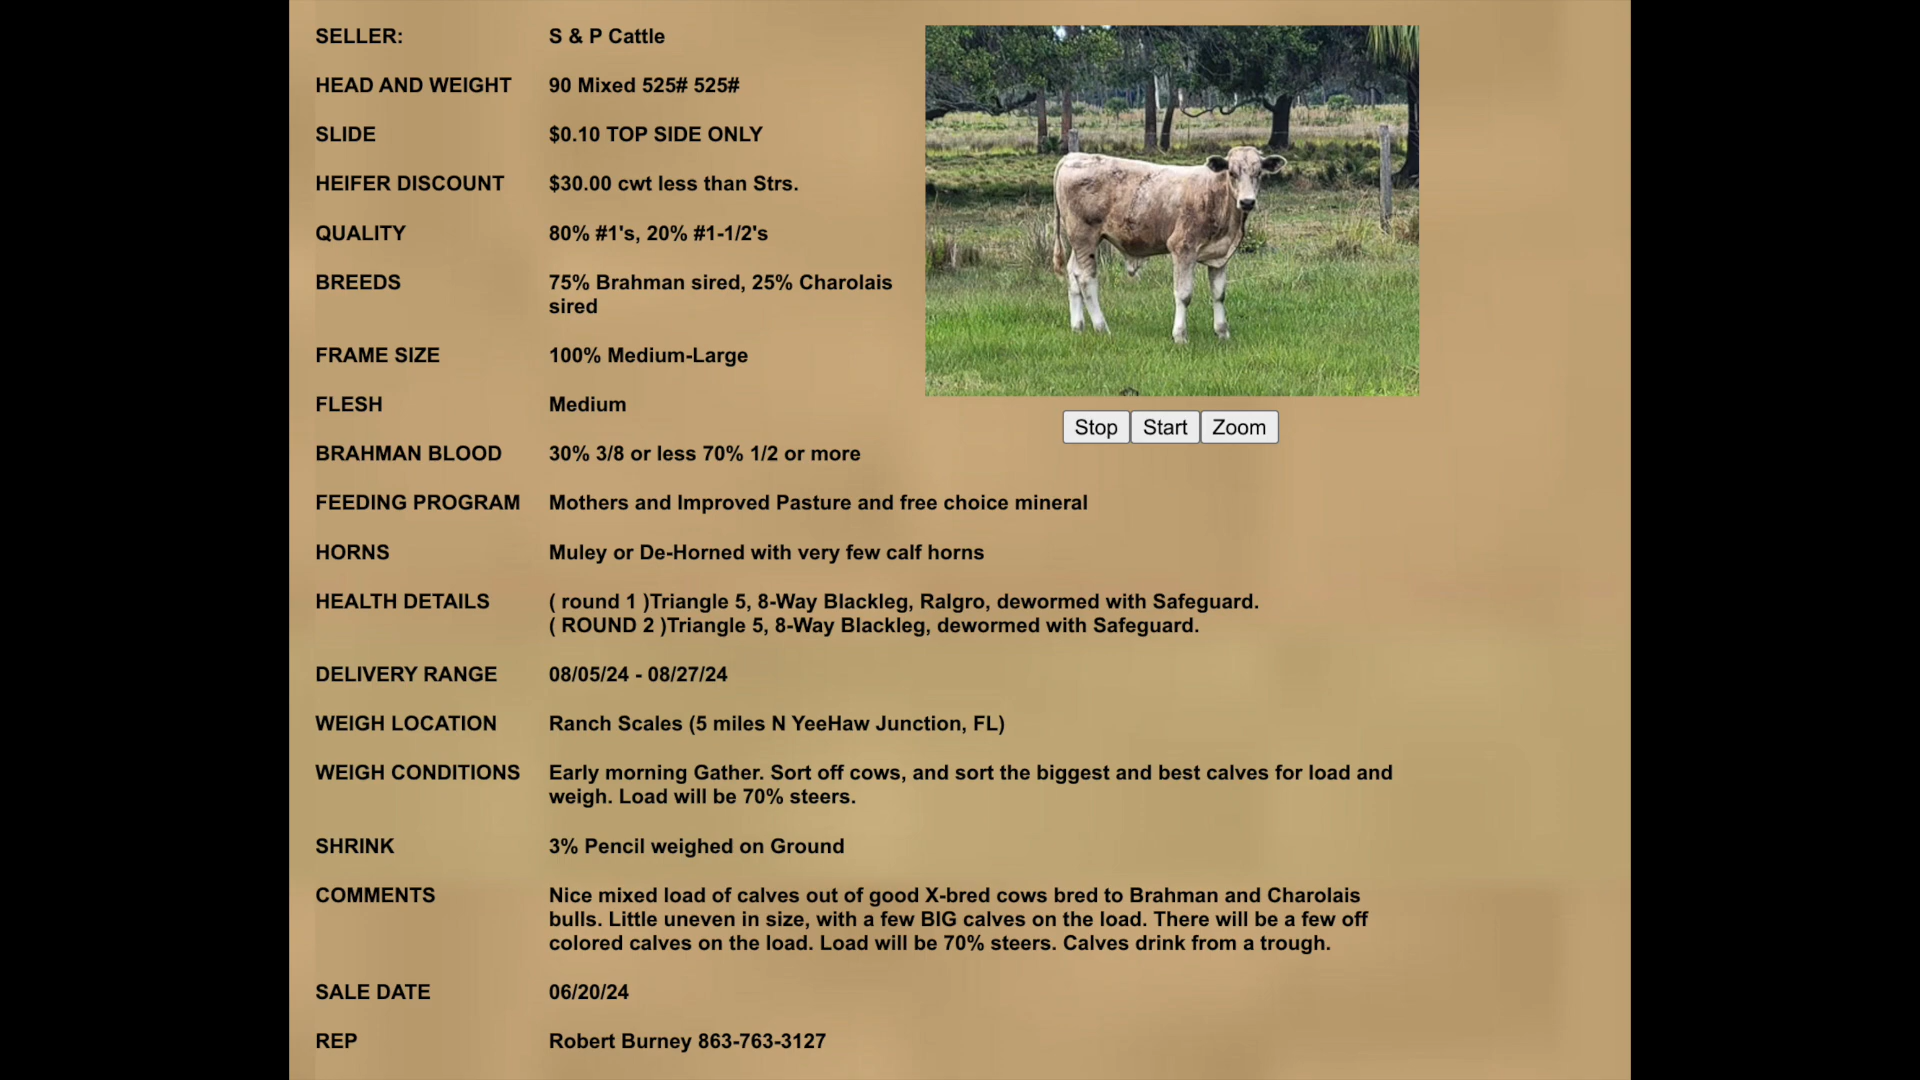 SELLER: S & P Cattle
HEAD AND WEIGHT 90 Mixed 525# 525#
SLIDE $0.10 TOP SIDE ONLY
HEIFER DISCOUNT $30.00 cwt less than Strs.
QUALITY 80% #1's, 20% #1-1/2's
BREEDS 75% Brahman sired, 25% Charolais
sired
FRAME SIZE 100% Medium-Large
FLESH Medium
Stop Start Zoom
BRAHMAN BLOOD 30% 3/8 or less 70% 1/2 or more
FEEDING PROGRAM Mothers and Improved Pasture and free choice mineral
HORNS Muley or De-Horned with very few calf horns
HEALTH DETAILS ( round 1 )Triangle 5, 8-Way Blackleg, Ralgro, dewormed with Safeguard.
( ROUND 2 )Triangle 5, 8-Way Blackleg, dewormed with Safeguard.
DELIVERY RANGE 08/05/24 - 08/27/24
WEIGH LOCATION Ranch Scales (5 miles N YeeHaw Junction, FL)
WEIGH CONDITIONS Early morning Gather. Sort off cows, and sort the biggest and best calves for load and
weigh. Load will be 70% steers.
SHRINK 3% Pencil weighed on Ground
COMMENTS Nice mixed load of calves out of good X-bred cows bred to Brahman and Charolais
bulls. Little uneven in size, with a few BIG calves on the load. There will be a few off
colored calves on the load. Load will be 70% steers. Calves drink from a trough.
SALE DATE 06/20/24
REP Robert Burney 863-763-3127